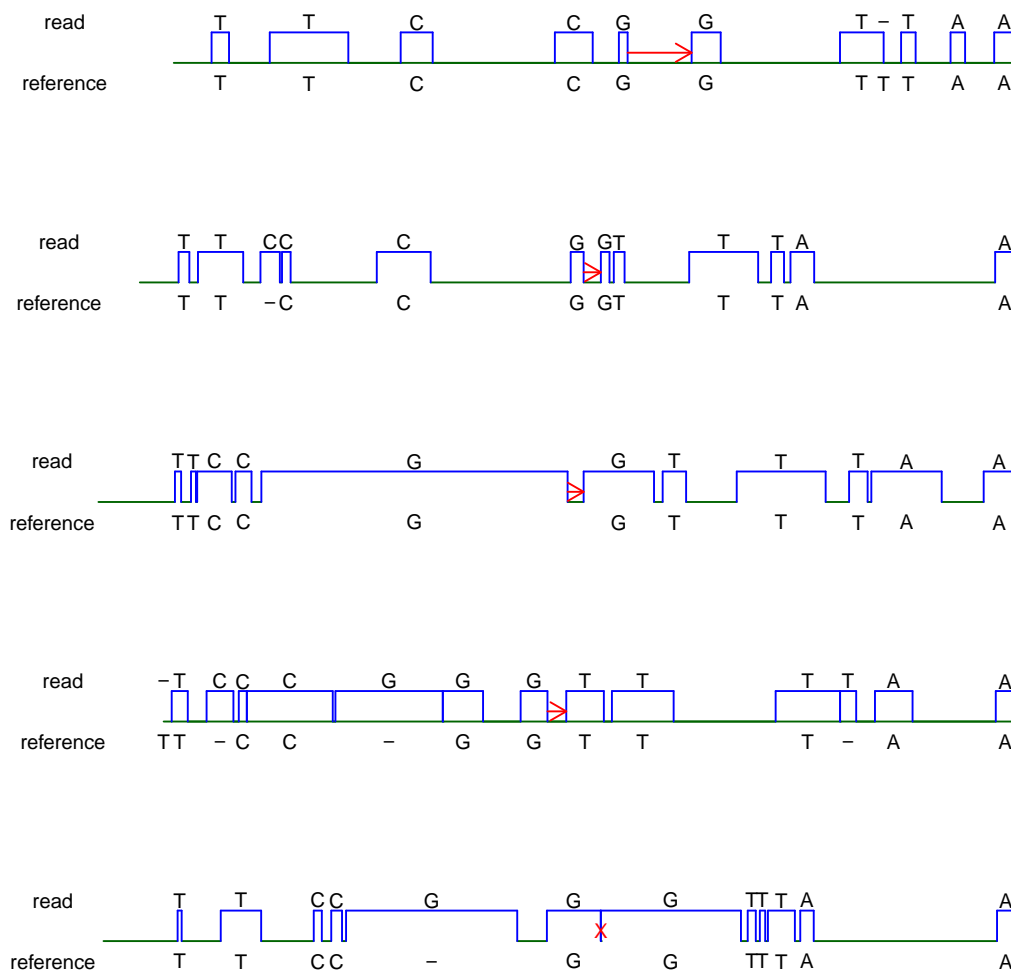 read T T C C G G T – T A A
reference T T C C G G T T T A A
read T T C C C G G T T T A A
reference T T – C C G G T T T A A
read T T C C G G T T T A A
reference T T C C G G T T T A A
read – T C C C G G G T T T T A A
reference T T – C C – G G T T T – A A
read T T C C G G G T T T A A
reference T T C C – G G T T T A A